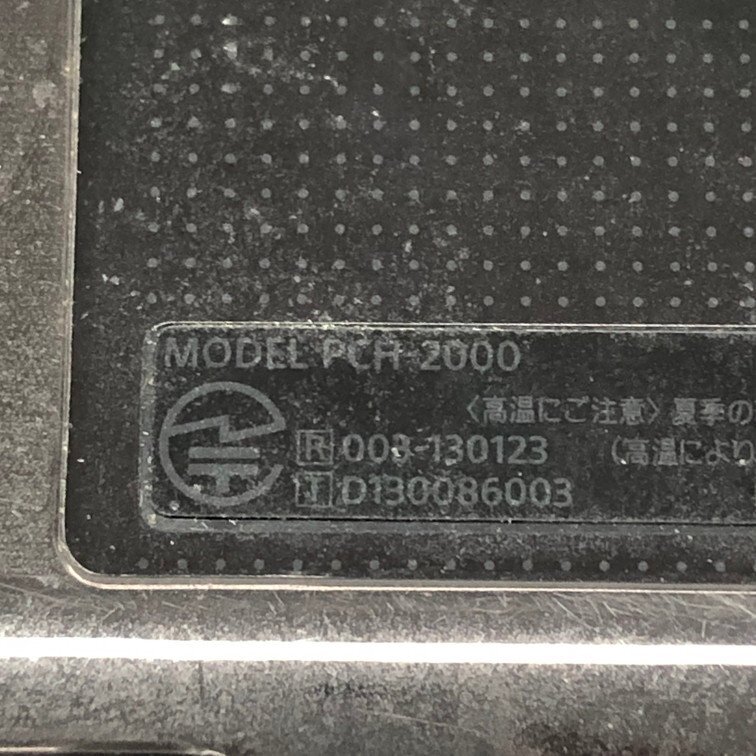 MODEL PCH-2000
〈高温にご注意〉夏季の
R 003-130123
（高温により
T D130086003